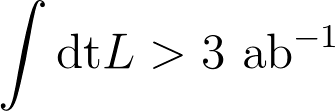 ∫ dtL > 3 ab⁻¹